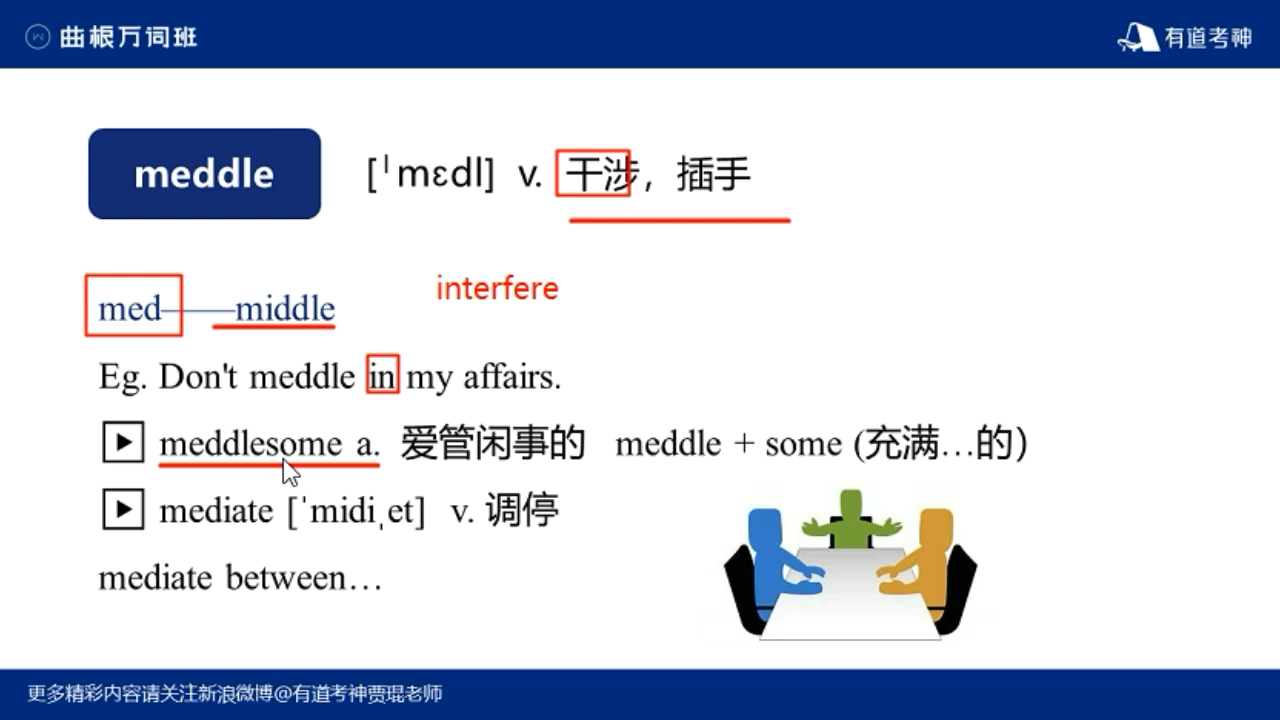 曲根万词班
有道考神
meddle [ˈmɛdl] v. 干涉，插手
interfere
med——middle
Eg. Don't meddle in my affairs.
meddlesome a. 爱管闲事的 meddle + some (充满…的）
mediate [ˈmidiˌet] v. 调停
mediate between…
更多精彩内容请关注新浪微博@有道考神贾琨老师